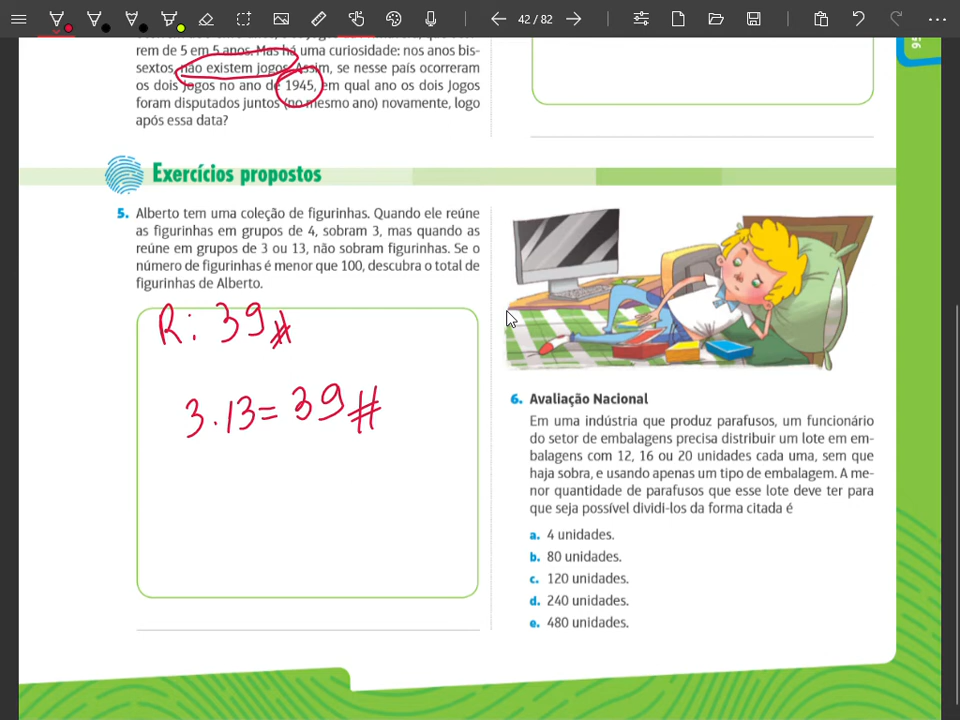 42 / 82
rem de 5 em 5 anos. Mas há uma curiosidade: nos anos bis-
sextos, não existem jogos. Assim, se nesse país ocorreram
os dois jogos no ano de 1945, em qual ano os dois Jogos
foram disputados juntos (no mesmo ano) novamente, logo
após essa data?
95
Exercícios propostos
5. Alberto tem uma coleção de figurinhas. Quando ele reúne
as figurinhas em grupos de 4, sobram 3, mas quando as
reúne em grupos de 3 ou 13, não sobram figurinhas. Se o
número de figurinhas é menor que 100, descubra o total de
figurinhas de Alberto.
R: 39 #
3.13 = 39 #
6. Avaliação Nacional
Em uma indústria que produz parafusos, um funcionário
do setor de embalagens precisa distribuir um lote em em-
balagens com 12, 16 ou 20 unidades cada uma, sem que
haja sobra, e usando apenas um tipo de embalagem. A me-
nor quantidade de parafusos que esse lote deve ter para
que seja possível dividi-los da forma citada é
a. 4 unidades.
b. 80 unidades.
c. 120 unidades.
d. 240 unidades.
e. 480 unidades.